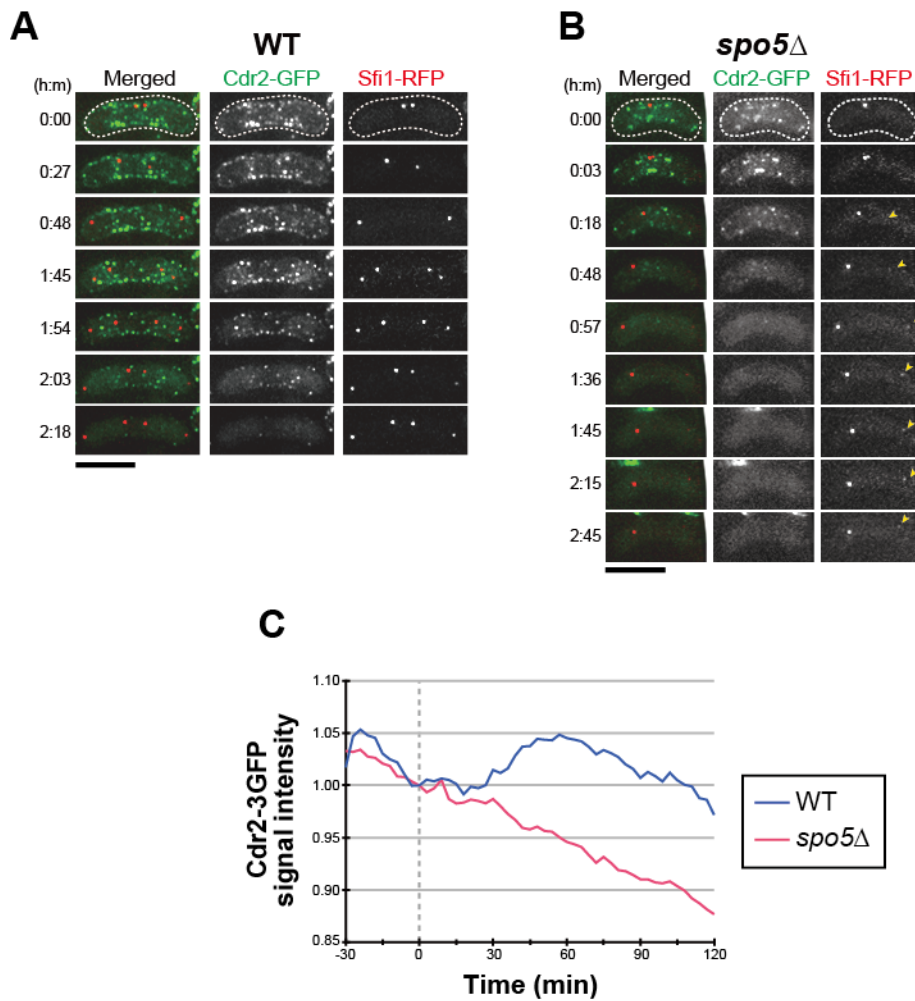 A
WT
(h:m) Merged Cdr2-GFP Sfi1-RFP
0:00
0:27
0:48
1:45
1:54
2:03
2:18
B
spo5Δ
(h:m) Merged Cdr2-GFP Sfi1-RFP
0:00
0:03
0:18
0:48
0:57
1:36
1:45
2:15
2:45
C
Cdr2-3GFP
signal intensity
1.10
1.05
1.00
0.95
0.90
0.85
-30 0 30 60 90 120
Time (min)
WT
spo5Δ